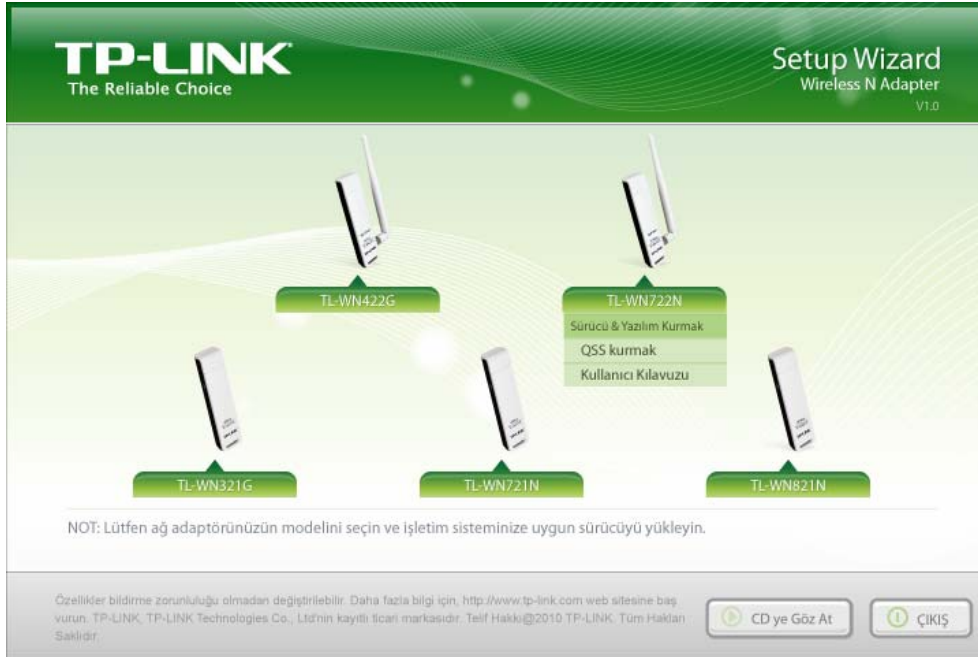 TP-LINK
The Reliable Choice
Setup Wizard
Wireless N Adapter
V1.0
TL-WN422G
TL-WN722N
Sürücü & Yazılım Kurmak
QSS kurmak
Kullanıcı Kılavuzu
TL-WN321G
TL-WN721N
TL-WN821N
NOT: Lütfen ağ adaptörünüzün modelini seçin ve işletim sisteminize uygun sürücüyü yükleyin.
Özellikler bildirme zorunluluğu olmadan değiştirilebilir. Daha fazla bilgi için, http://www.tp-link.com web sitesine baş
vurun. TP-LINK, TP-LINK Technologies Co., Ltd'nin kayıtlı ticari markasıdır. Telif Hakkı@2010 TP-LINK. Tüm Hakları
Saklıdır.
CD ye Göz At
ÇIKIŞ